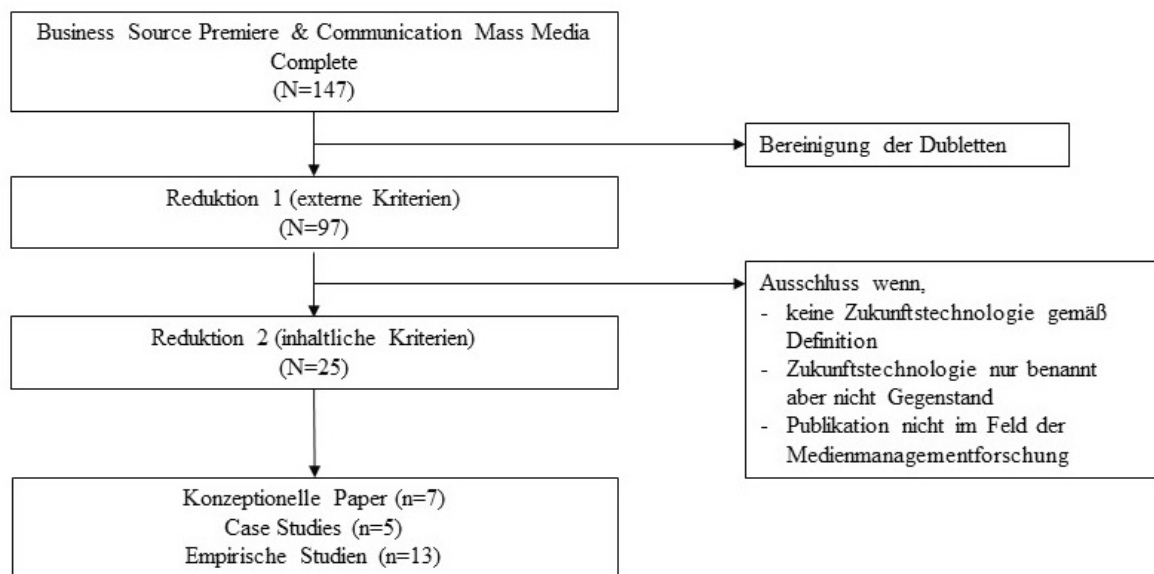 Business Source Premiere & Communication Mass Media
Complete
(N=147)
Bereinigung der Dubletten
Reduktion 1 (externe Kriterien)
(N=97)
Ausschluss wenn,
- keine Zukunftstechnologie gemäß
Definition
- Zukunftstechnologie nur benannt
aber nicht Gegenstand
- Publikation nicht im Feld der
Medienmanagementforschung
Reduktion 2 (inhaltliche Kriterien)
(N=25)
Konzeptionelle Paper (n=7)
Case Studies (n=5)
Empirische Studien (n=13)